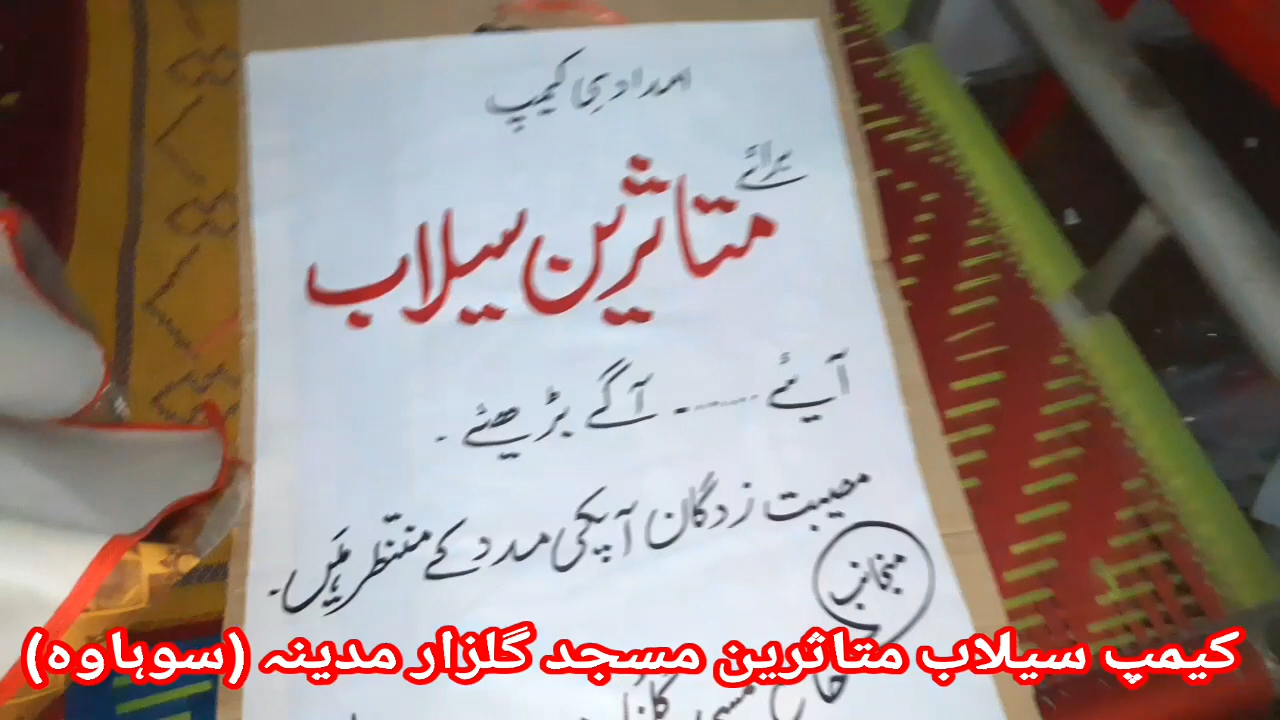 امدادی کیمپ
برائے
متاثرین سیلاب
آیئے ------ آگے بڑھیئے ۔
مصیبت زدگان آپکی مدد کے منتظر ہیں۔
منجانب
کیمپ سیلاب متاثرین مسجد گلزار مدینہ (سوہاوہ)